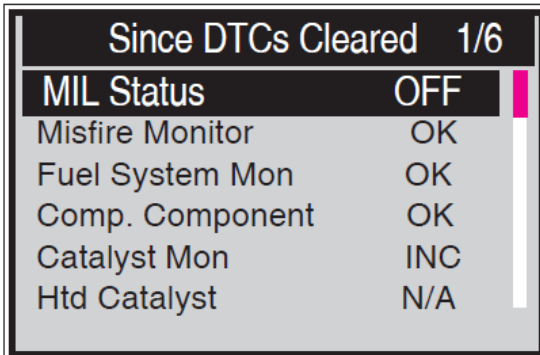 Since DTCs Cleared 1/6
MIL Status OFF
Misfire Monitor OK
Fuel System Mon OK
Comp. Component OK
Catalyst Mon INC
Htd Catalyst N/A